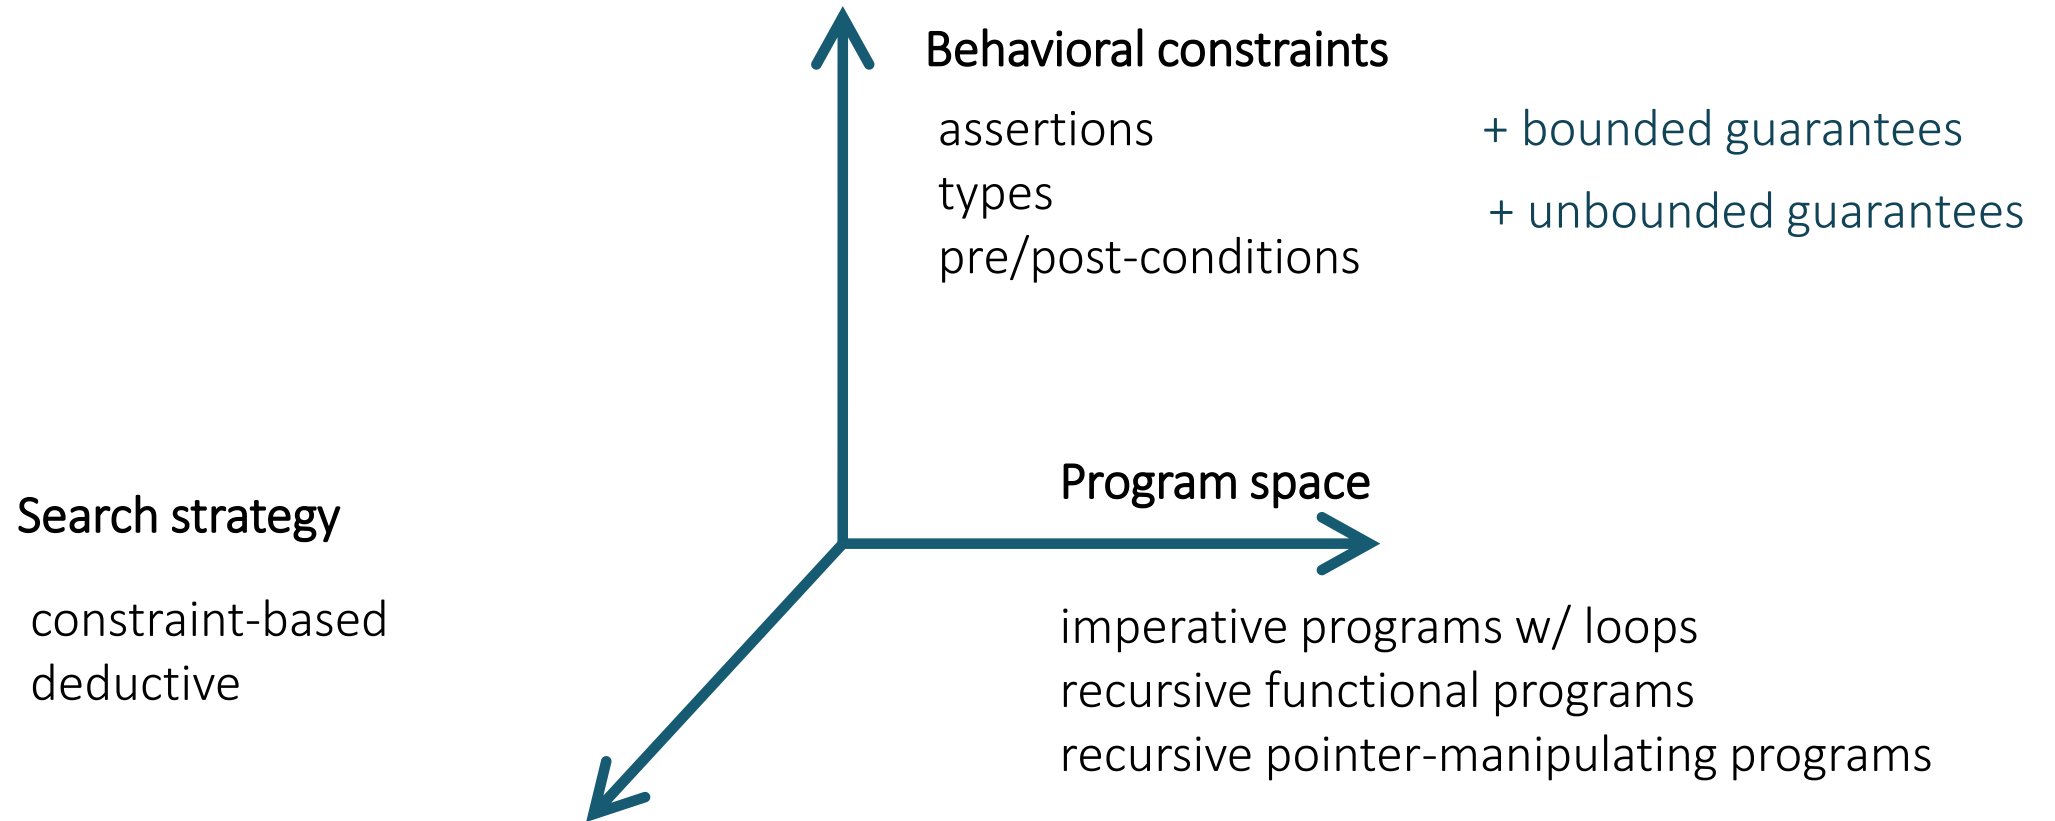 Behavioral constraints
assertions
+ bounded guarantees
types
+ unbounded guarantees
pre/post-conditions
Program space
Search strategy
constraint-based
deductive
imperative programs w/ loops
recursive functional programs
recursive pointer-manipulating programs